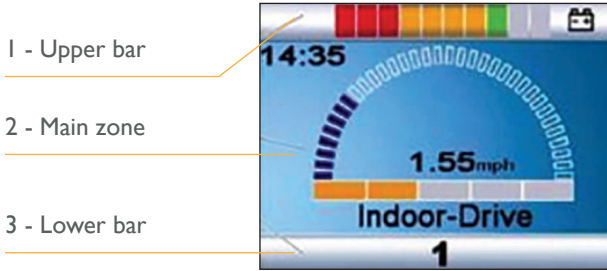 1 - Upper bar
14:35
2 - Main zone
1.55mph
Indoor-Drive
3 - Lower bar
1